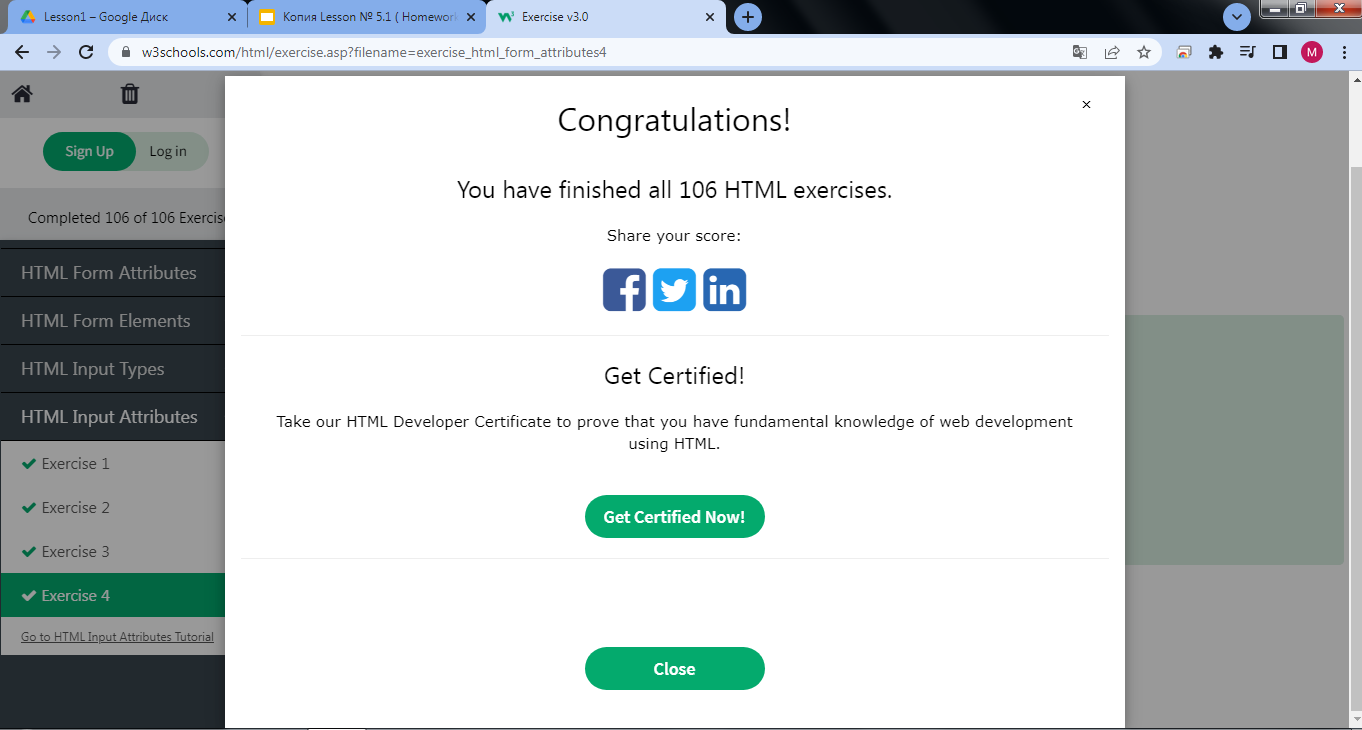 Lesson1 – Google Диск
Копия Lesson № 5.1 ( Homework
Exercise v3.0
w3schools.com/html/exercise.asp?filename=exercise_html_form_attributes4
M
Sign Up
Log in
Completed 106 of 106 Exercise
HTML Form Attributes
HTML Form Elements
HTML Input Types
HTML Input Attributes
Exercise 1
Exercise 2
Exercise 3
Exercise 4
Go to HTML Input Attributes Tutorial
Congratulations!
You have finished all 106 HTML exercises.
Share your score:
Get Certified!
Take our HTML Developer Certificate to prove that you have fundamental knowledge of web development
using HTML.
Get Certified Now!
Close